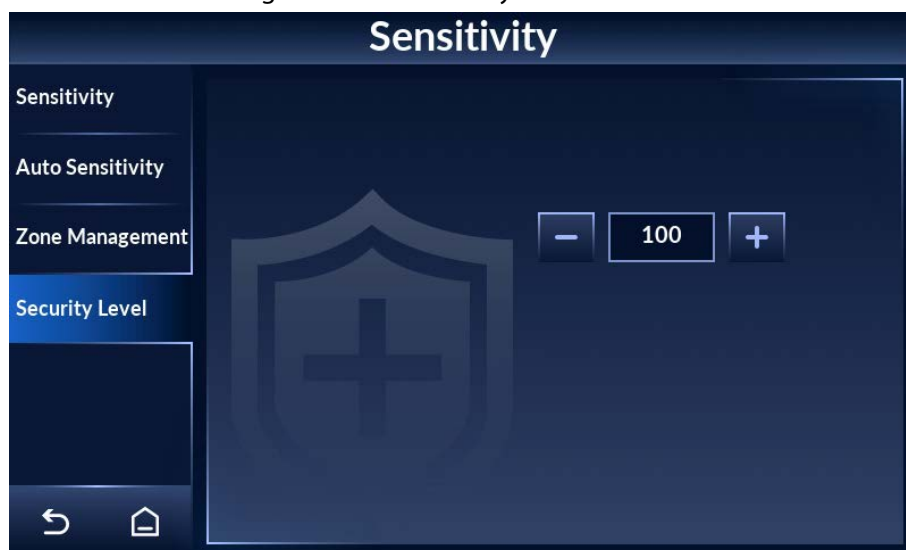 Sensitivity
Sensitivity
Auto Sensitivity
Zone Management
Security Level
− 100 +